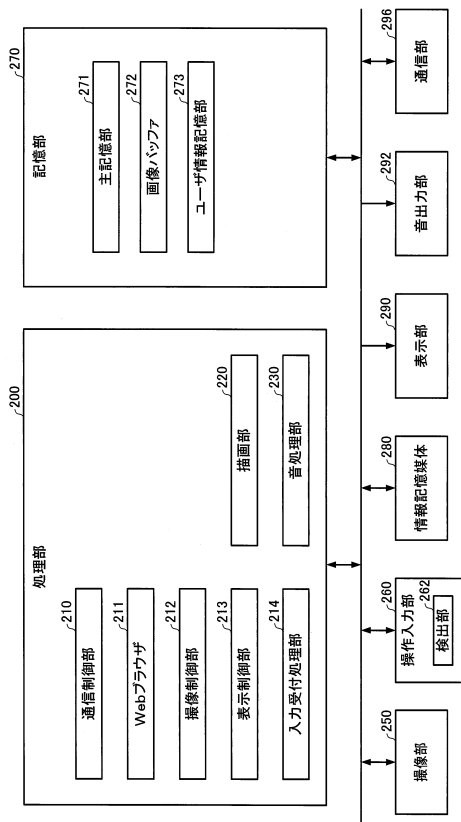 200
処理部
210
通信制御部
211
Webブラウザ
212
撮像制御部
213
表示制御部
214
入力受付処理部
220
描画部
230
音処理部
270
記憶部
271
主記憶部
272
画像バッファ
273
ユーザ情報記憶部
250
撮像部
260
操作入力部
262
検出部
280
情報記憶媒体
290
表示部
292
音出力部
296
通信部